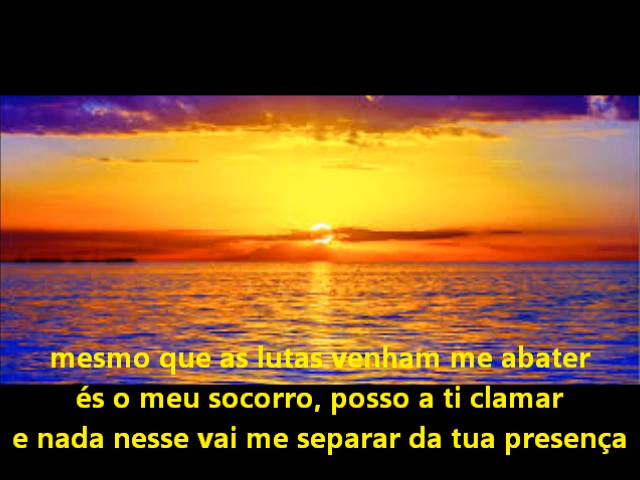 mesmo que as lutas venham me abater
és o meu socorro, posso a ti clamar
e nada nesse vai me separar da tua presença